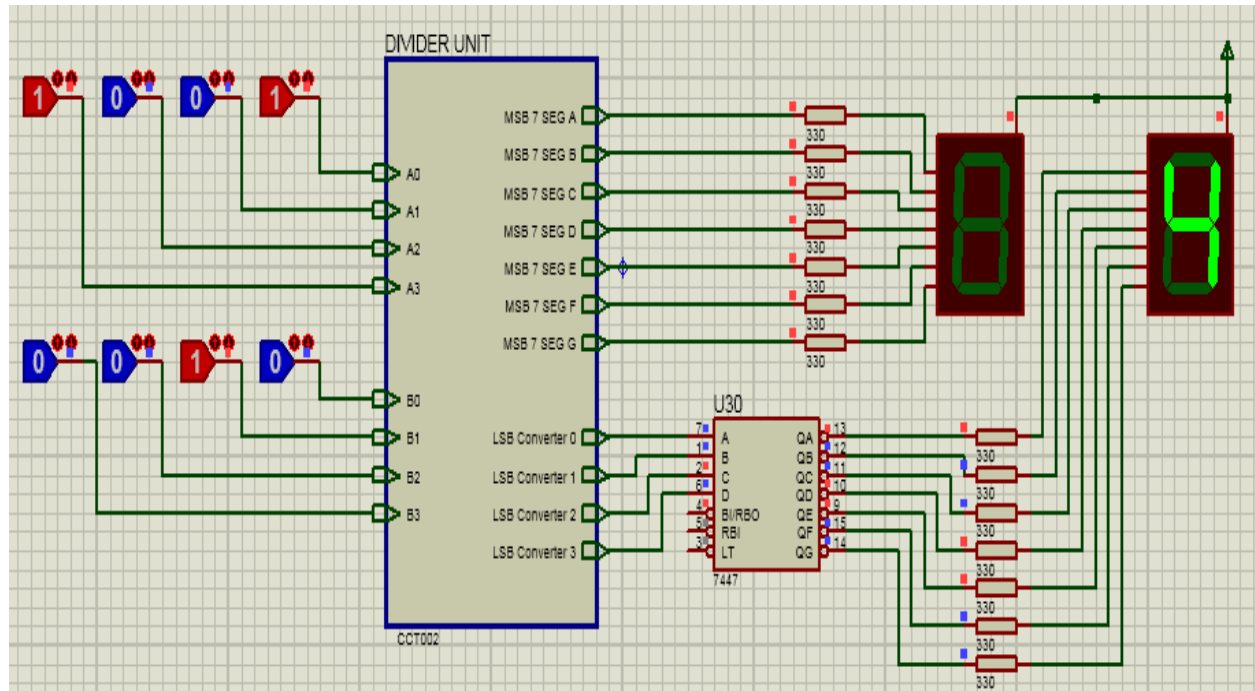 DIVIDER UNIT
1 0 0 1
A0
A1
A2
A3
0 0 1 0
B0
B1
B2
B3
MSB 7 SEG A
MSB 7 SEG B
MSB 7 SEG C
MSB 7 SEG D
MSB 7 SEG E
MSB 7 SEG F
MSB 7 SEG G
LSB Converter 0
LSB Converter 1
LSB Converter 2
LSB Converter 3
CCT002
330
330
330
330
330
330
330
4
U30
7 A QA 13
1 B QB 12
2 C QC 11
6 D QD 10
4 BI/RBO QE 9
5 RBI QF 15
3 LT QG 14
7447
330
330
330
330
330
330
330